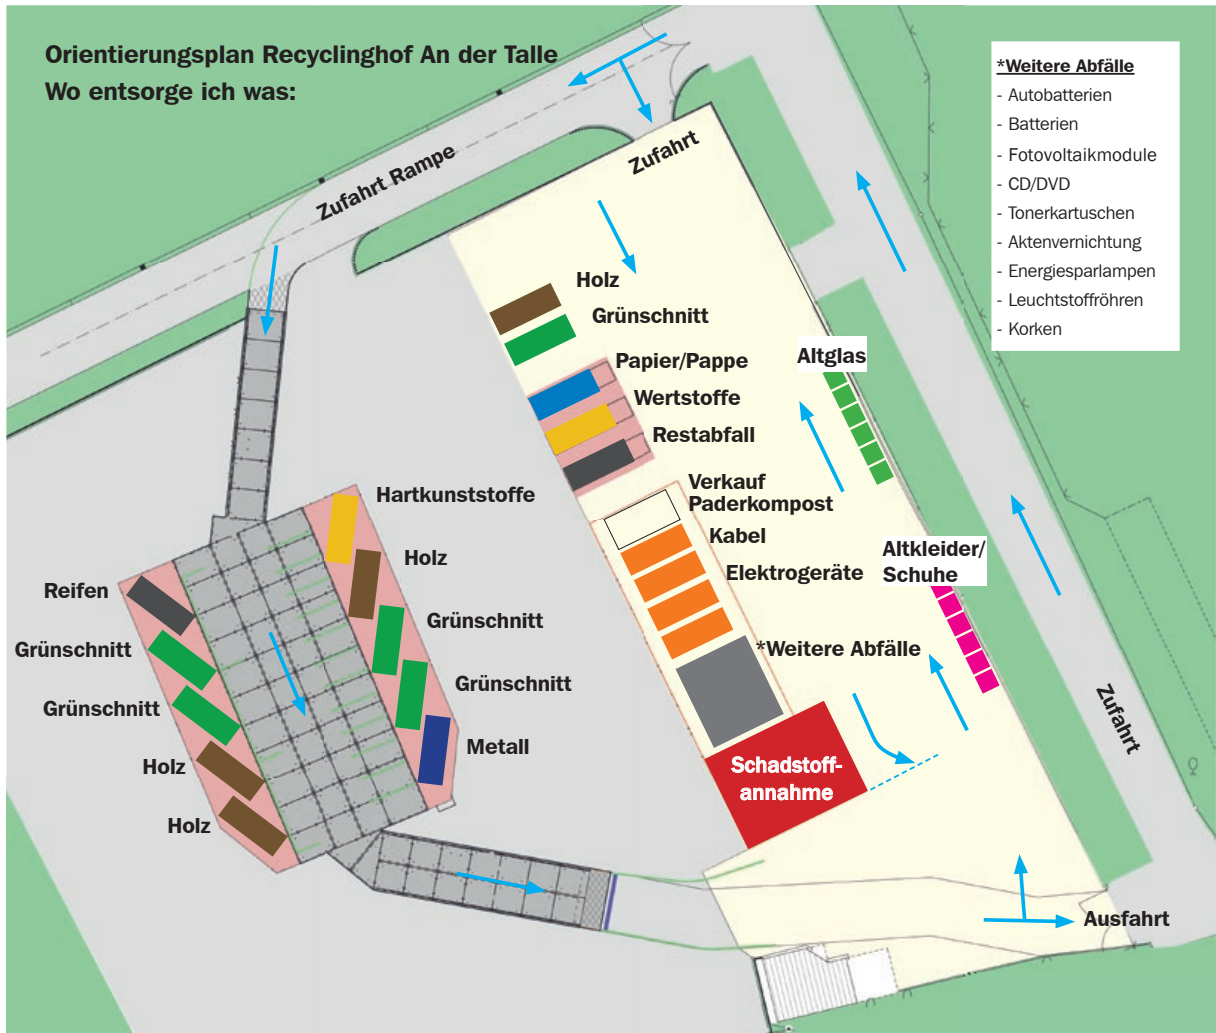 Orientierungsplan Recyclinghof An der Talle
Wo entsorge ich was:
*Weitere Abfälle
- Autobatterien
- Batterien
- Fotovoltaikmodule
- CD/DVD
- Tonerkartuschen
- Aktenvernichtung
- Energiesparlampen
- Leuchtstoffröhren
- Korken
Zufahrt Rampe
Zufahrt
Holz
Grünschnitt
Papier/Pappe
Wertstoffe
Restabfall
Altglas
Verkauf
Paderkompost
Kabel
Elektrogeräte
Altkleider/
Schuhe
*Weitere Abfälle
Schadstoff-
annahme
Zufahrt
Ausfahrt
Hartkunststoffe
Holz
Grünschnitt
Grünschnitt
Metall
Reifen
Grünschnitt
Grünschnitt
Holz
Holz